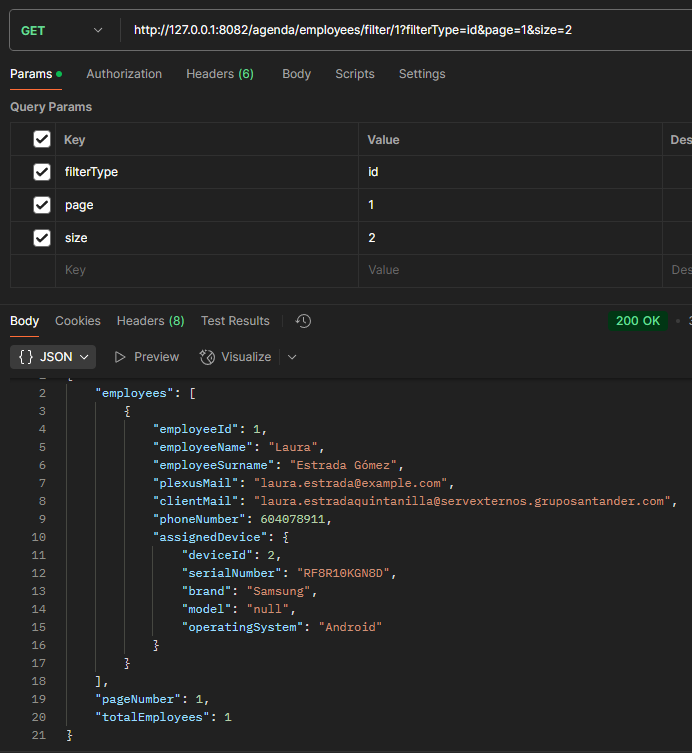 GET http://127.0.0.1:8082/agenda/employees/filter/1?filterType=id&page=1&size=2
Params Authorization Headers (6) Body Scripts Settings
Query Params
Key Value Des
filterType id
page 1
size 2
Key Value Des
Body Cookies Headers (8) Test Results 200 OK
{ } JSON Preview Visualize
2 "employees": [
3 {
4 "employeeId": 1,
5 "employeeName": "Laura",
6 "employeeSurname": "Estrada Gómez",
7 "plexusMail": "laura.estrada@example.com",
8 "clientMail": "laura.estradaquintanilla@servexternos.gruposantander.com",
9 "phoneNumber": 604078911,
10 "assignedDevice": {
11 "deviceId": 2,
12 "serialNumber": "RF8R10KGN8D",
13 "brand": "Samsung",
14 "model": "null",
15 "operatingSystem": "Android"
16 }
17 }
18 ],
19 "pageNumber": 1,
20 "totalEmployees": 1
21 }